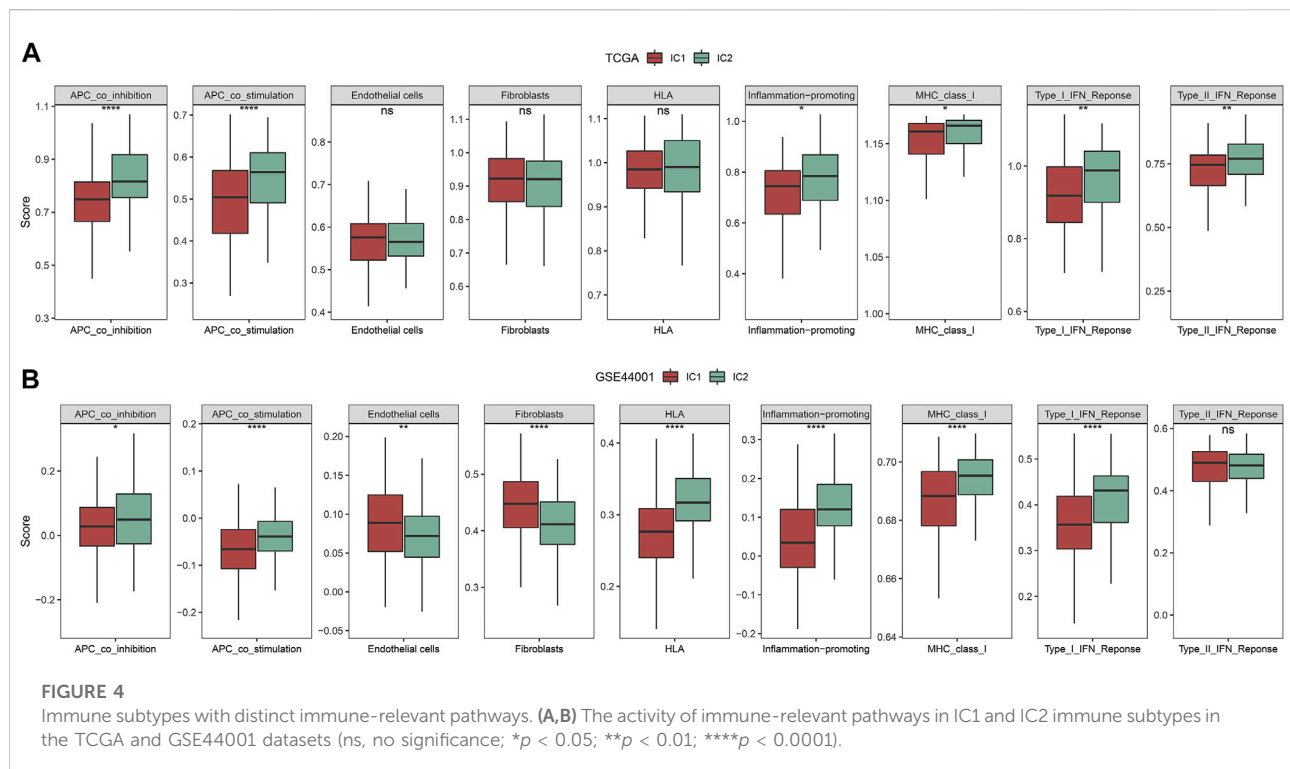 A
TCGA IC1 IC2
APC_co_inhibition APC_co_stimulation Endothelial cells Fibroblasts HLA Inflammation−promoting MHC_class_I Type_I_IFN_Reponse Type_II_IFN_Reponse
**** **** ns ns ns * * ** **
Score
1.1 0.9 0.7 0.5 0.3
0.7 0.6 0.5 0.4 0.3
0.8 0.7 0.6 0.5 0.4
1.1 1.0 0.9 0.8 0.7 0.6
1.1 1.0 0.9 0.8 0.7
1.0 0.8 0.6 0.4
1.15 1.10 1.05 1.00
1.0 0.8 0.6
0.75 0.50 0.25
APC_co_inhibition APC_co_stimulation Endothelial cells Fibroblasts HLA Inflammation−promoting MHC_class_I Type_I_IFN_Reponse Type_II_IFN_Reponse
B
GSE44001 IC1 IC2
APC_co_inhibition APC_co_stimulation Endothelial cells Fibroblasts HLA Inflammation−promoting MHC_class_I Type_I_IFN_Reponse Type_II_IFN_Reponse
* **** ** **** **** **** **** **** ns
Score
0.2 0.0 −0.2
0.2 0.1 −0.0 −0.1 −0.2
0.20 0.15 0.10 0.05 0.00 −0.05
0.5 0.4 0.3
0.4 0.3 0.2
0.3 0.2 0.1 0.0 −0.1 −0.2
0.70 0.68 0.66 0.64
0.5 0.4 0.3 0.2
0.6 0.4 0.2 0.0
APC_co_inhibition APC_co_stimulation Endothelial cells Fibroblasts HLA Inflammation−promoting MHC_class_I Type_I_IFN_Reponse Type_II_IFN_Reponse
FIGURE 4
Immune subtypes with distinct immune-relevant pathways. (A,B) The activity of immune-relevant pathways in IC1 and IC2 immune subtypes in
the TCGA and GSE44001 datasets (ns, no significance; *p < 0.05; **p < 0.01; ****p < 0.0001).